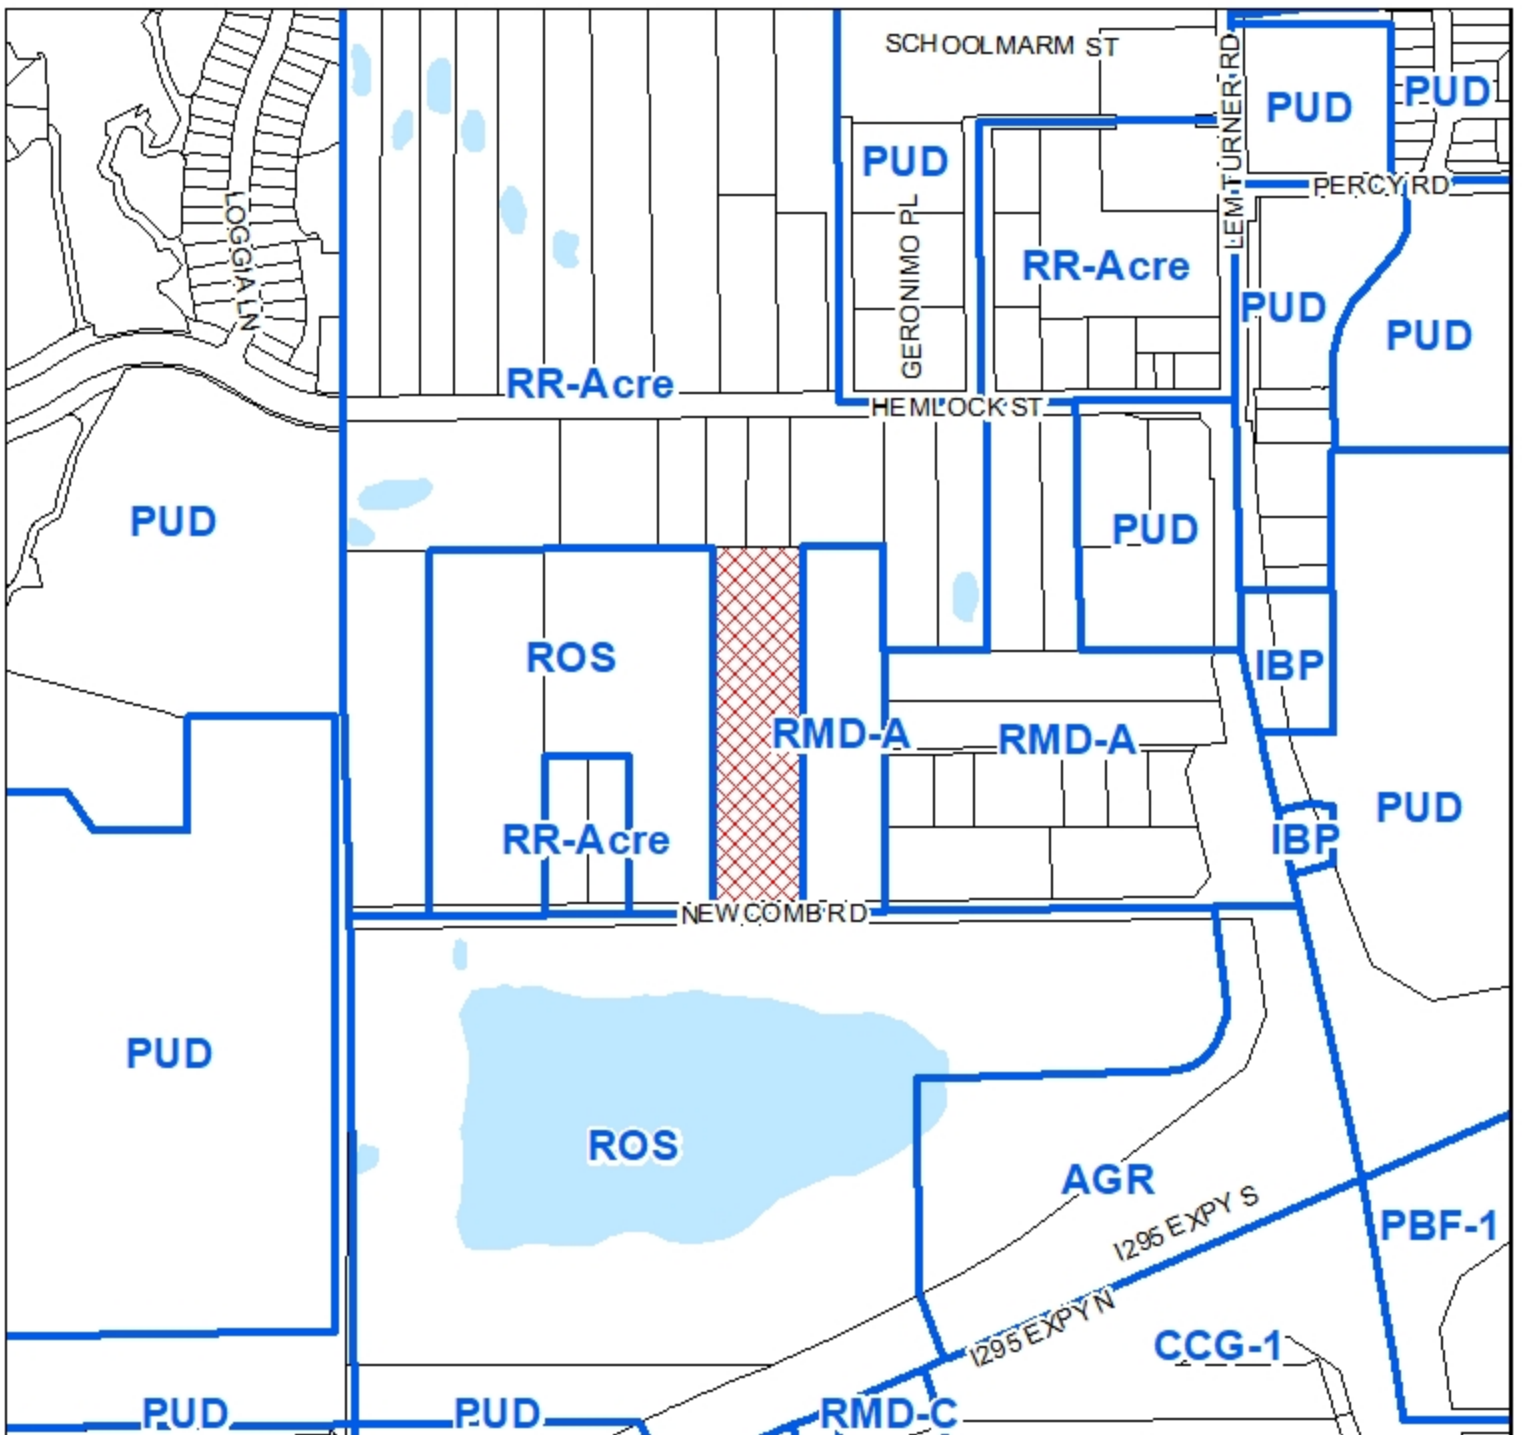 SCHOOLMARM ST
LEM TURNER RD
PUD
PUD
PUD
PERCY RD
LOGGIA LN
GERONIMO PL
RR-Acre
PUD
PUD
RR-Acre
HEMLOCK ST
PUD
PUD
ROS
IBP
RMD-A
RMD-A
PUD
RR-Acre
IBP
NEWCOMB RD
PUD
ROS
AGR
I295 EXPY S
PBF-1
I295 EXPY N
CCG-1
PUD
PUD
RMD-C